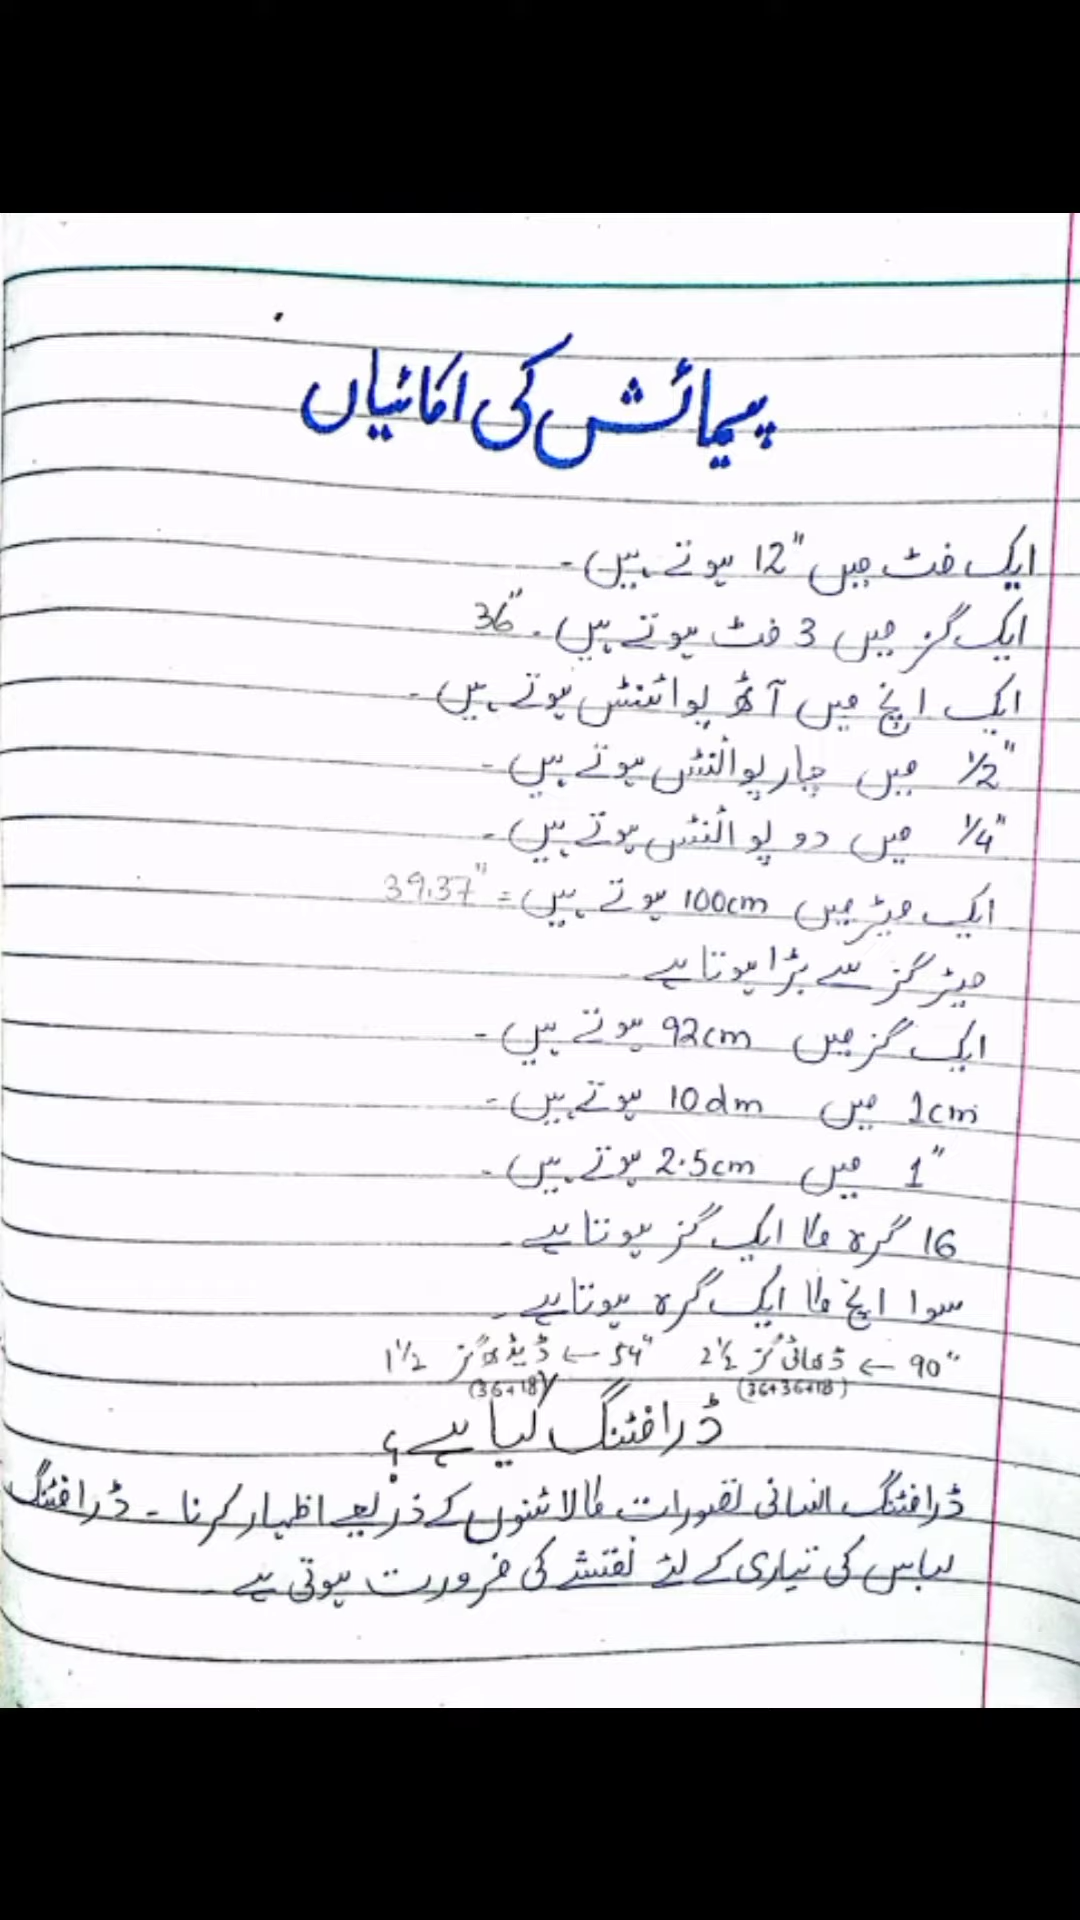 پیمائش کی اکائیاں
ایک فٹ میں "12 ہوتے ہیں۔
ایک گز میں 3 فٹ ہوتے ہیں۔ "36
ایک انچ میں آٹھ پوائنٹس ہوتے ہیں۔
"1/2 میں چار پوائنٹس ہوتے ہیں۔
"1/4 میں دو پوائنٹس ہوتے ہیں۔
ایک میٹر میں 100cm ہوتے ہیں = "39.37
میٹر گز سے بڑا ہوتا ہے۔
ایک گز میں 92cm ہوتے ہیں۔
1cm میں 10dm ہوتے ہیں۔
"1 میں 2.5cm ہوتے ہیں۔
16 گرہ کا ایک گز ہوتا ہے۔
سوا انچ کا ایک گرہ ہوتا ہے۔
"90 ← ڈھائی گز 2½ "54 ← ڈیڑھ گز 1½
(36+36+18) (36+18)
ڈرافٹنگ کیا ہے؟
ڈرافٹنگ انسانی تصورات کا لائنوں کے ذریعے اظہار کرنا ۔ ڈرافٹنگ
لباس کی تیاری کے لئے نقشے کی ضرورت ہوتی ہے۔